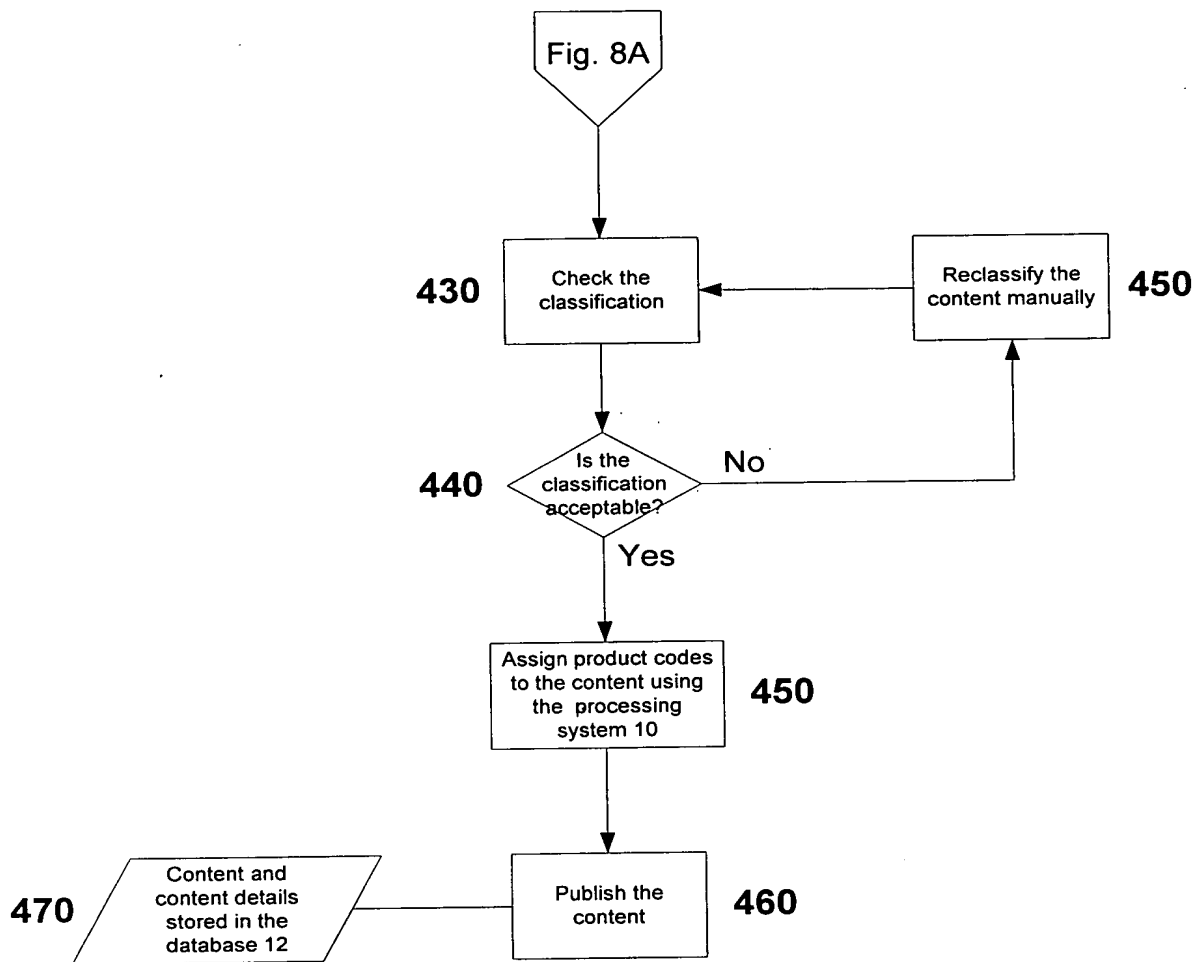 Fig. 8A
430
Check the
classification
Reclassify the
content manually
450
440
Is the
classification
acceptable?
No
Yes
Assign product codes
to the content using
the processing
system 10
450
470
Content and
content details
stored in the
database 12
Publish the
content
460